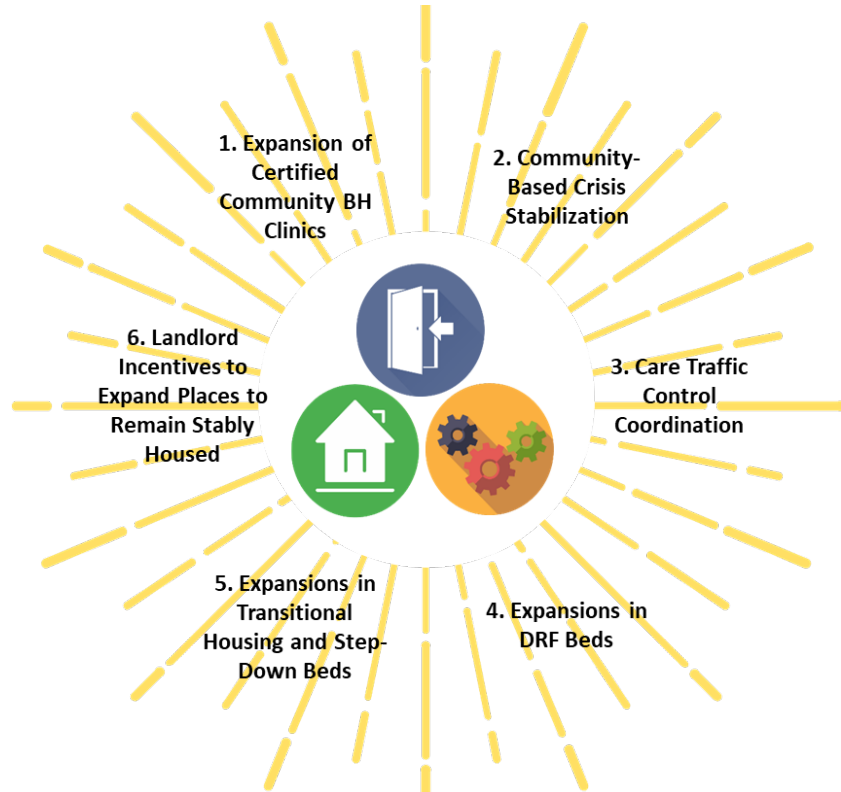 1. Expansion of
Certified
Community BH
Clinics
2. Community-
Based Crisis
Stabilization
3. Care Traffic
Control
Coordination
4. Expansions in
DRF Beds
5. Expansions in
Transitional
Housing and Step-
Down Beds
6. Landlord
Incentives to
Expand Places to
Remain Stably
Housed